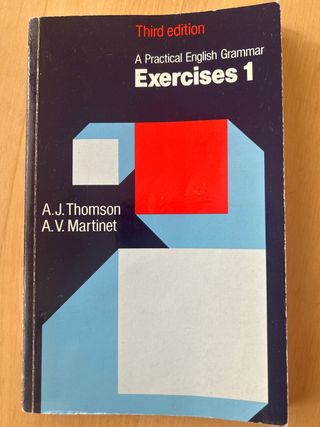 Third edition
A Practical English Grammar
Exercises 1
A.J.Thomson
A.V.Martinet